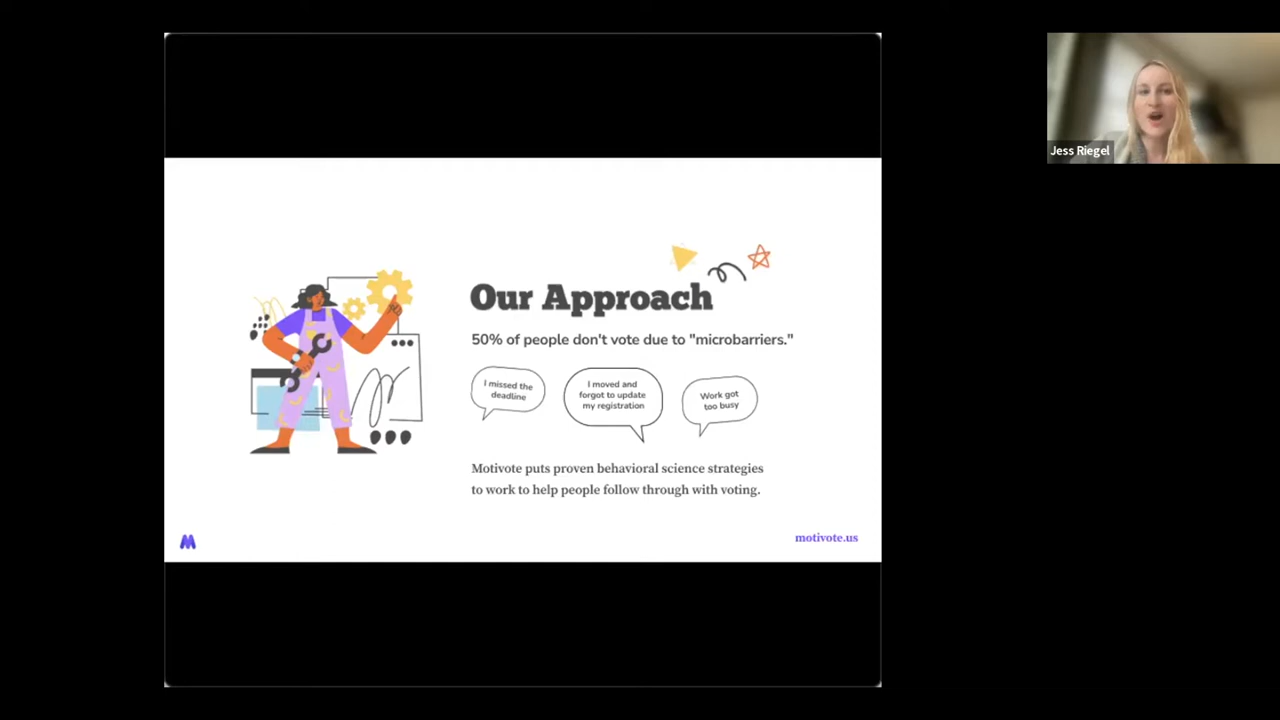 Our Approach
50% of people don't vote due to "microbarriers."
I missed the
deadline
I moved and
forgot to update
my registration
Work got
too busy
Motivote puts proven behavioral science strategies
to work to help people follow through with voting.
motivote.us
Jess Riegel